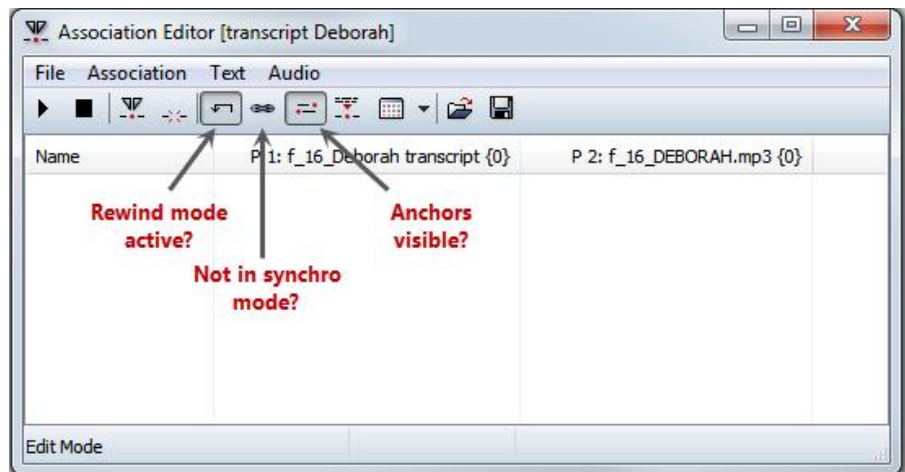 Association Editor [transcript Deborah]
File Association Text Audio
Name P 1: f_16_Deborah transcript {0} P 2: f_16_DEBORAH.mp3 {0}
Rewind mode
active?
Anchors
visible?
Not in synchro
mode?
Edit Mode